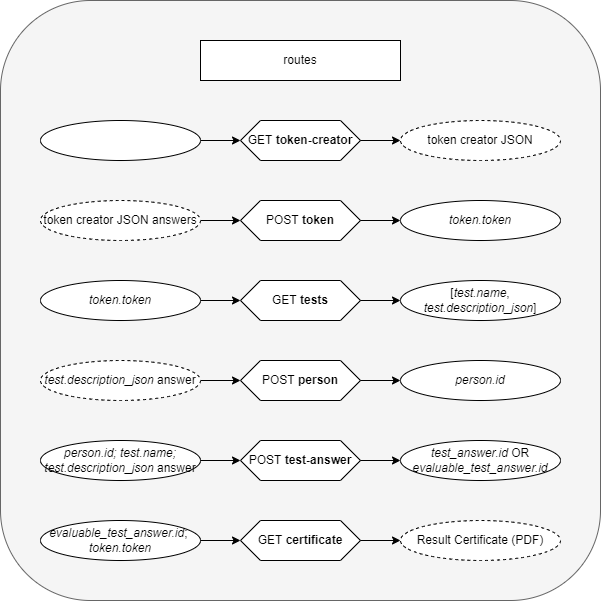 routes
GET token-creator
token creator JSON
token creator JSON answers
POST token
token.token
token.token
GET tests
[test.name,
test.description_json]
test.description_json answer
POST person
person.id
person.id; test.name;
test.description_json answer
POST test-answer
test_answer.id OR
evaluable_test_answer.id
evaluable_test_answer.id;
token.token
GET certificate
Result Certificate (PDF)